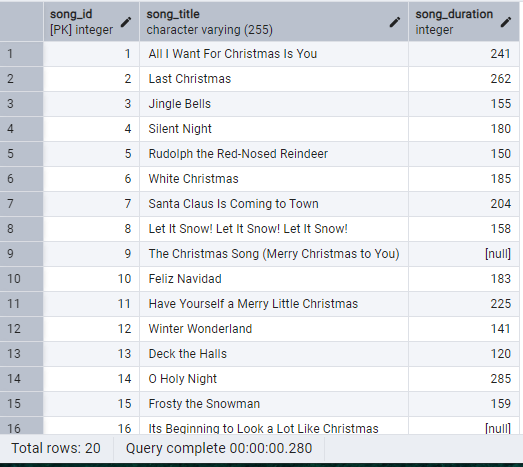 song_id song_title song_duration
[PK] integer character varying (255) integer
1 1 All I Want For Christmas Is You 241
2 2 Last Christmas 262
3 3 Jingle Bells 155
4 4 Silent Night 180
5 5 Rudolph the Red-Nosed Reindeer 150
6 6 White Christmas 185
7 7 Santa Claus Is Coming to Town 204
8 8 Let It Snow! Let It Snow! Let It Snow! 158
9 9 The Christmas Song (Merry Christmas to You) [null]
10 10 Feliz Navidad 183
11 11 Have Yourself a Merry Little Christmas 225
12 12 Winter Wonderland 141
13 13 Deck the Halls 120
14 14 O Holy Night 285
15 15 Frosty the Snowman 159
16 16 Its Beginning to Look a Lot Like Christmas [null]
Total rows: 20 Query complete 00:00:00.280